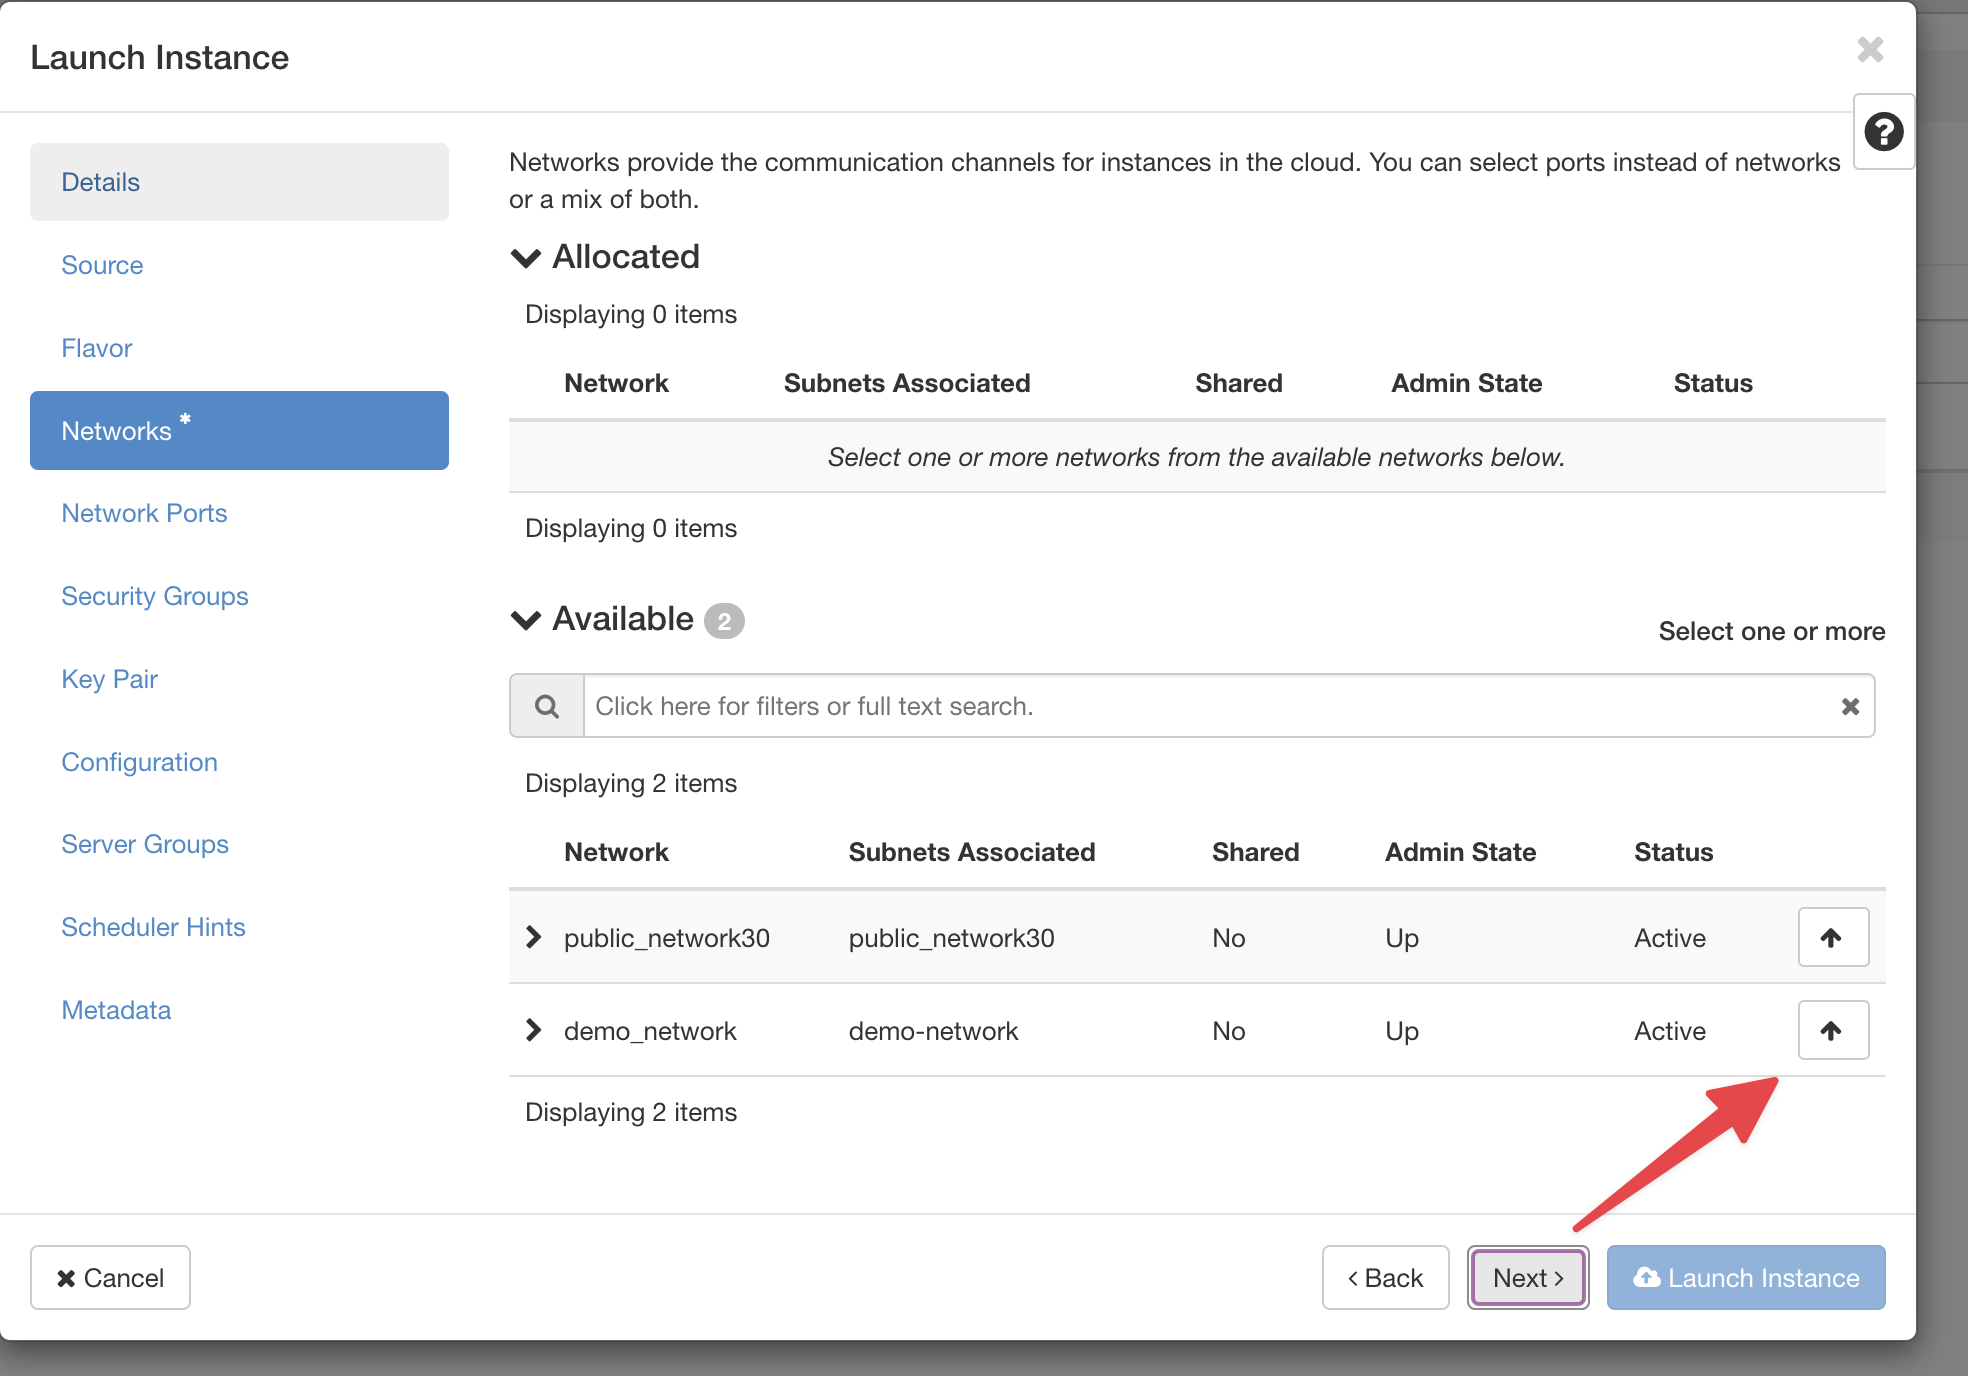 Launch Instance
Details
Source
Flavor
Networks *
Network Ports
Security Groups
Key Pair
Configuration
Server Groups
Scheduler Hints
Metadata
Networks provide the communication channels for instances in the cloud. You can select ports instead of networks
or a mix of both.
Allocated
Displaying 0 items
Network Subnets Associated Shared Admin State Status
Select one or more networks from the available networks below.
Displaying 0 items
Available 2
Select one or more
Click here for filters or full text search.
Displaying 2 items
Network Subnets Associated Shared Admin State Status
public_network30 public_network30 No Up Active
demo_network demo-network No Up Active
Displaying 2 items
Cancel
< Back
Next >
Launch Instance